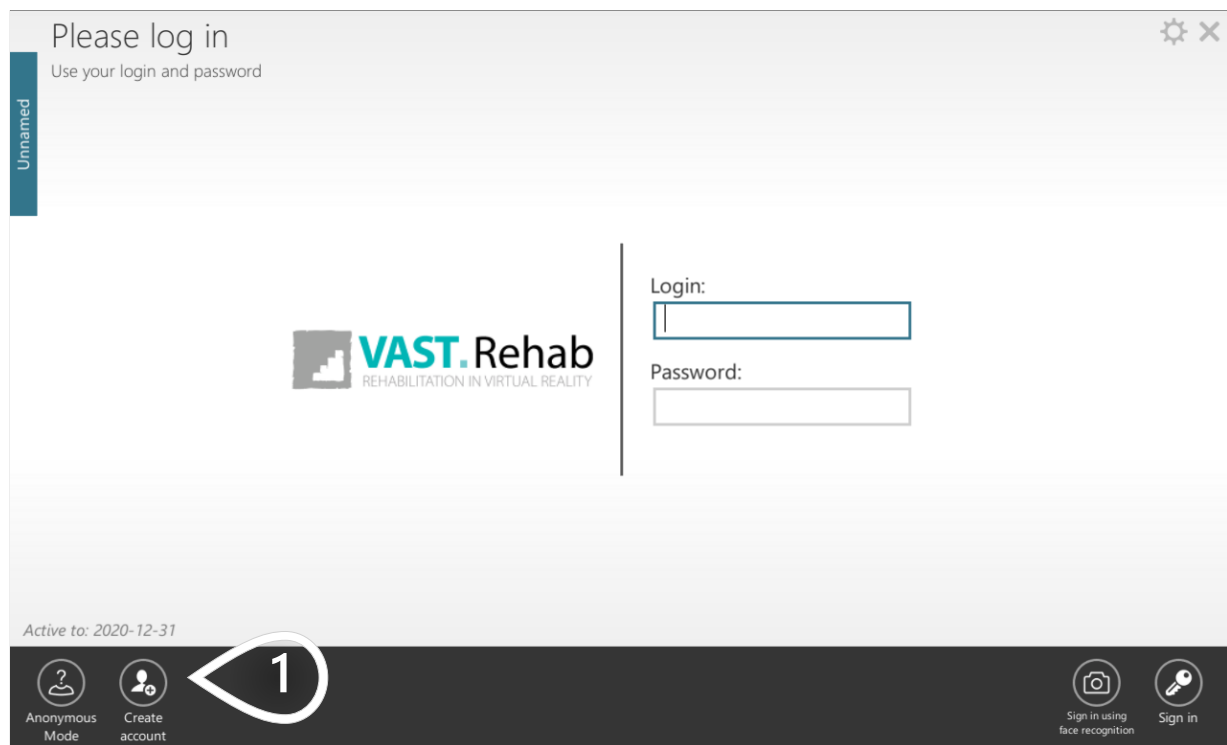 Please log in
Use your login and password
Unnamed
VAST.Rehab
REHABILITATION IN VIRTUAL REALITY
Login:
Password:
Active to: 2020-12-31
1
Anonymous
Mode
Create
account
Sign in using
face recognition
Sign in